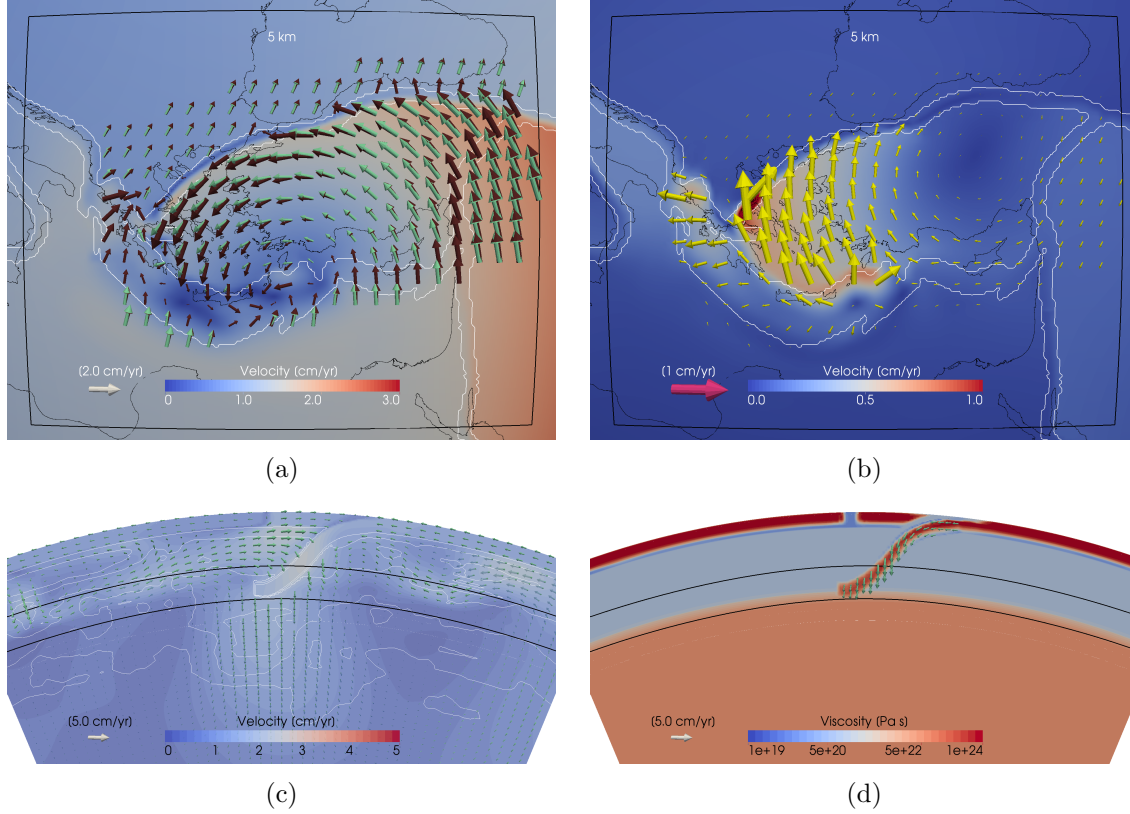 5 km
(2.0 cm/yr)
Velocity (cm/yr)
0 1.0 2.0 3.0
(a)
5 km
(1 cm/yr)
Velocity (cm/yr)
0.0 0.5 1.0
(b)
(5.0 cm/yr)
Velocity (cm/yr)
0 1 2 3 4 5
(c)
(5.0 cm/yr)
Viscosity (Pa s)
1e+19 5e+20 5e+22 1e+24
(d)